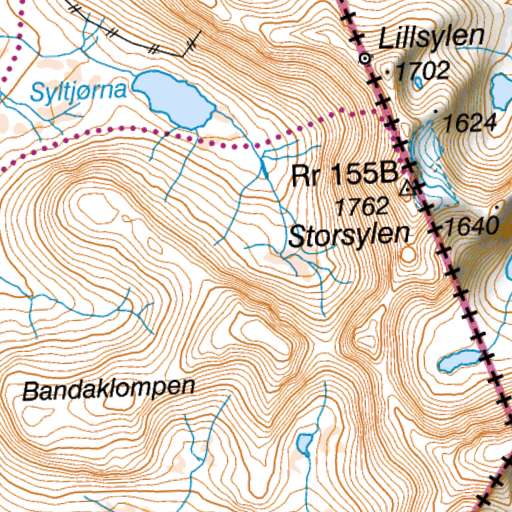 Lillsylen
1702
Syltjørna
1624
Rr 155B
1762
Storsylen
1640
Bandaklompen